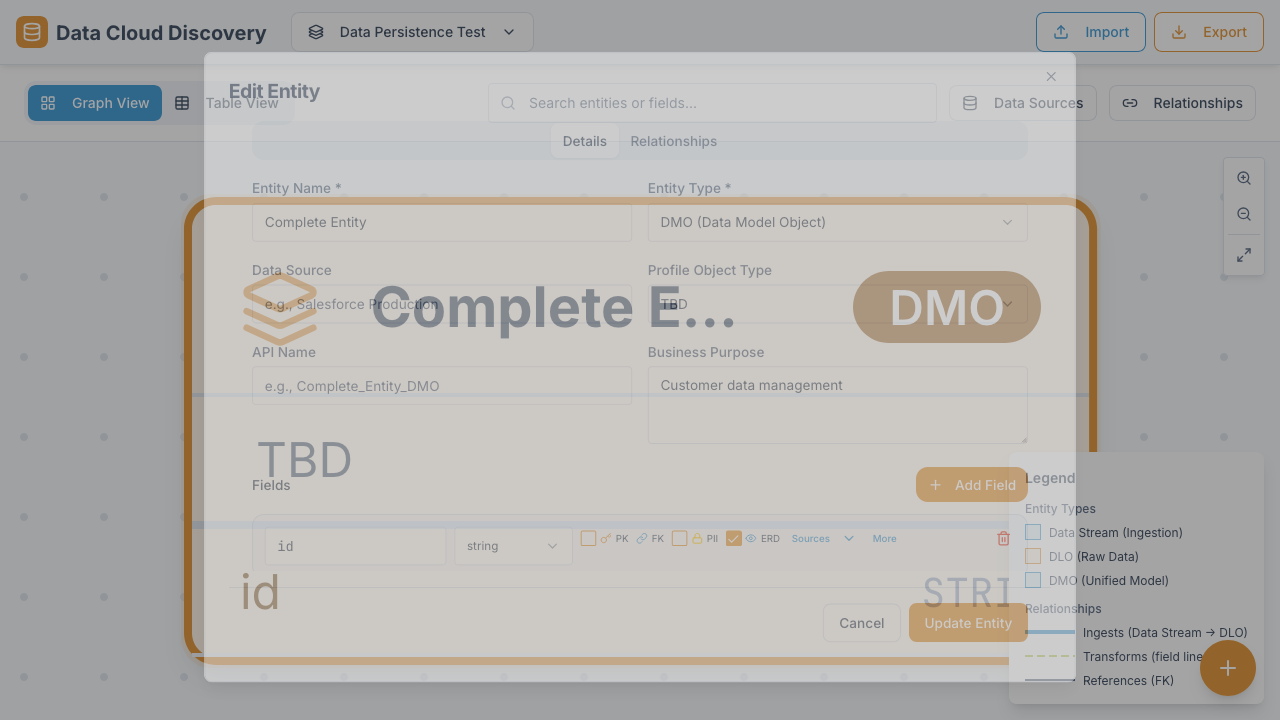 Data Cloud Discovery
Data Persistence Test
Import
Export
Edit Entity
Graph View
Table View
Search entities or fields...
Data Sources
Relationships
Details
Relationships
Entity Name *
Entity Type *
Complete Entity
DMO (Data Model Object)
Data Source
Profile Object Type
e.g., Salesforce Production
TBD
Complete E...
DMO
API Name
Business Purpose
e.g., Complete_Entity_DMO
Customer data management
TBD
Fields
Add Field
id
string
PK
FK
PII
ERD
Sources
More
id
STRI
Cancel
Update Entity
Legend
Entity Types
Data Stream (Ingestion)
DLO (Raw Data)
DMO (Unified Model)
Relationships
Ingests (Data Stream → DLO)
Transforms (field line
References (FK)